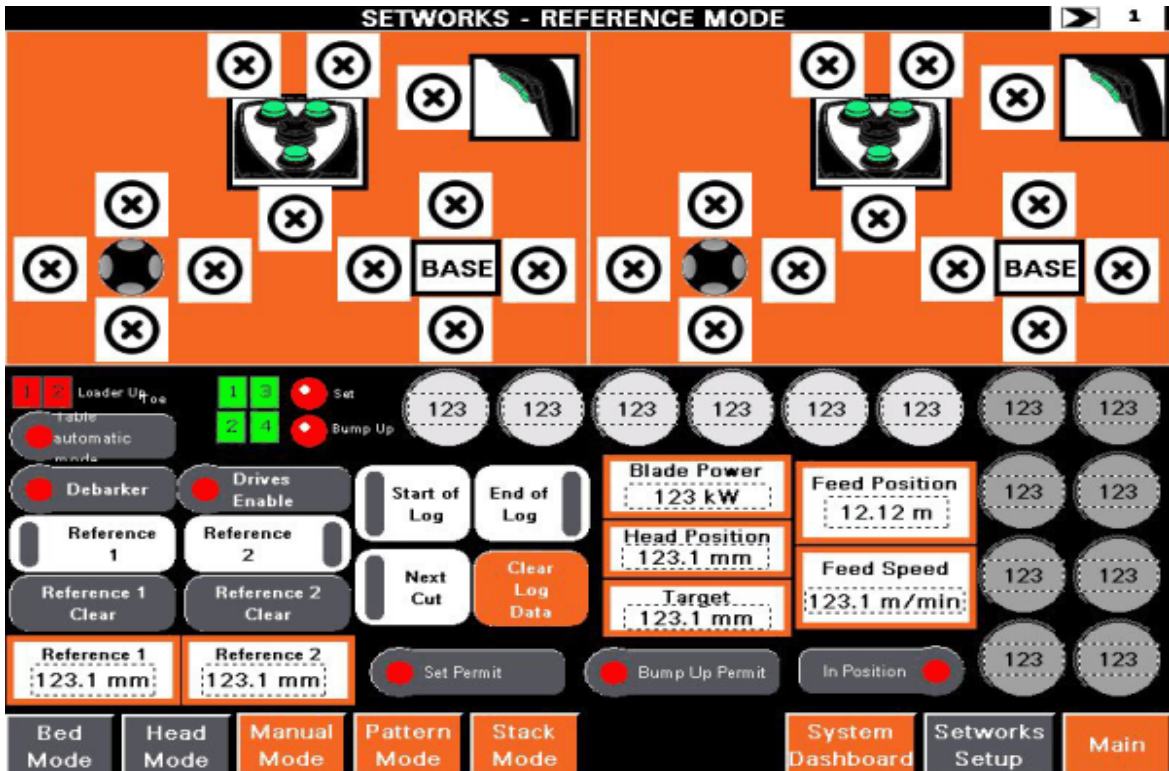 SETWORKS - REFERENCE MODE
1
BASE
BASE
1 2 Loader Up
Toe
1 3
2 4
Set
Bump Up
123 123 123 123 123 123 123 123
Table
automatic
mode
Debarker
Drives
Enable
Start of
Log
End of
Log
Blade Power
123 kW
Feed Position
12.12 m
123 123
Reference
1
Reference
2
Head Position
123.1 mm
Reference 1
Clear
Reference 2
Clear
Next
Cut
Clear
Log
Data
Target
123.1 mm
Feed Speed
123.1 m/min
123 123
Reference 1
123.1 mm
Reference 2
123.1 mm
Set Permit
Bump Up Permit
In Position
123 123
Bed
Mode
Head
Mode
Manual
Mode
Pattern
Mode
Stack
Mode
System
Dashboard
Setworks
Setup
Main